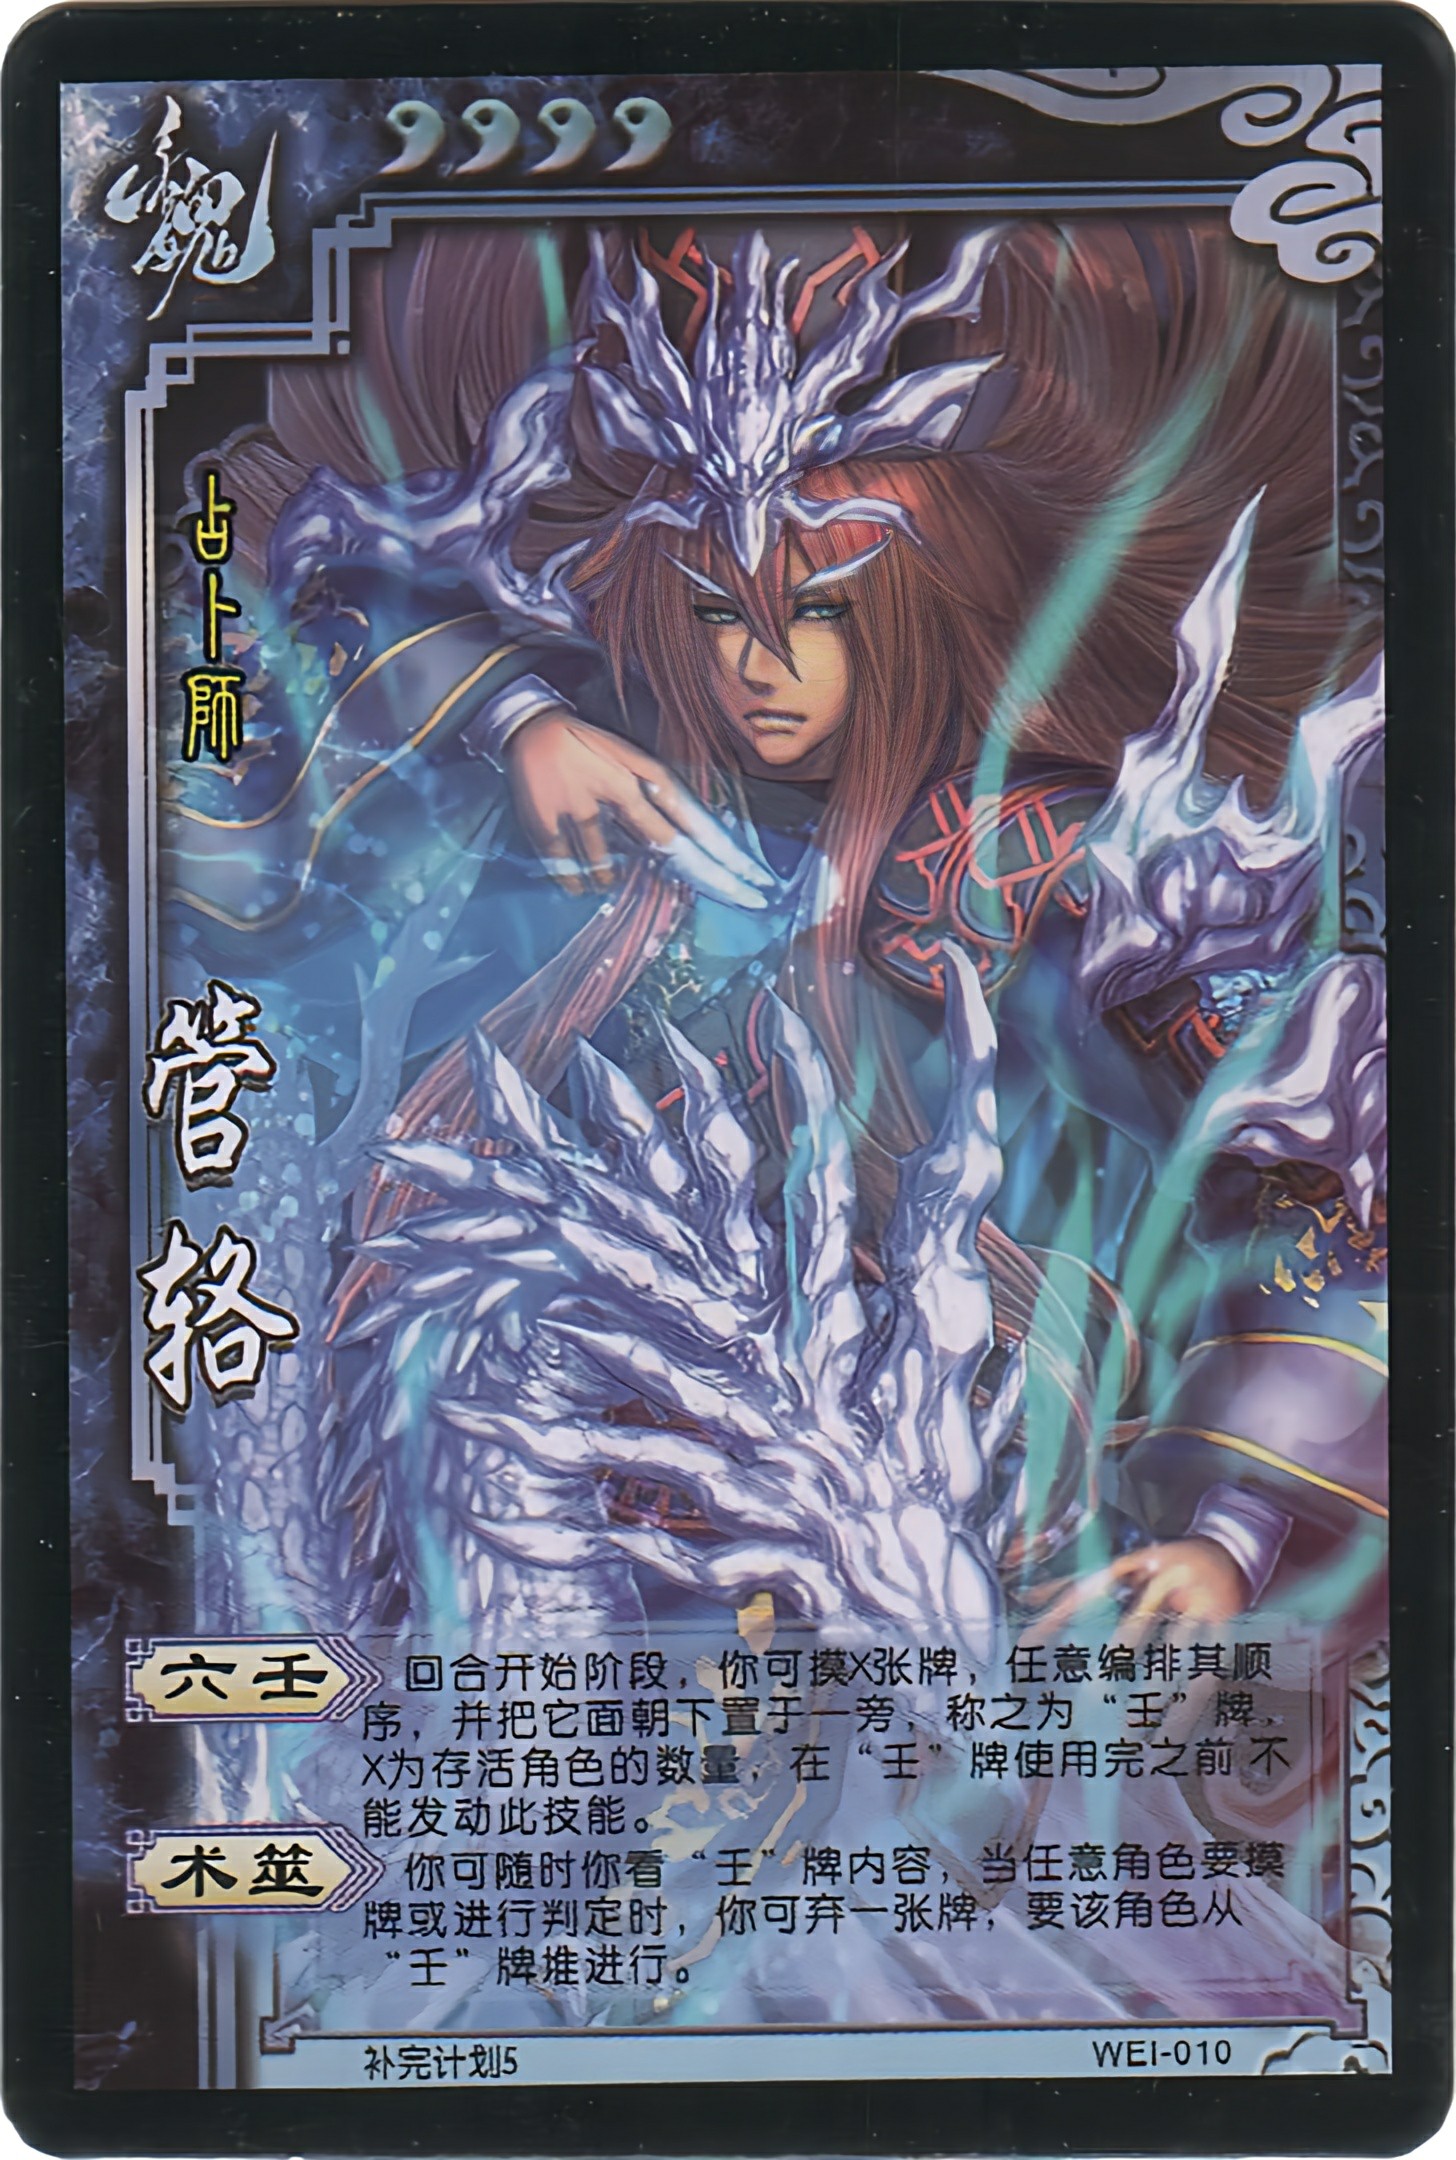 魏
占卜師
管辂
六壬
回合开始阶段，你可摸X张牌，任意编排其顺
序，并把它面朝下置于一旁，称之为“壬”牌，
X为存活角色的数量，在“壬”牌使用完之前不
能发动此技能。
术筮
你可随时你看“壬”牌内容，当任意角色要摸
牌或进行判定时，你可弃一张牌，要该角色从
“壬”牌堆进行。
补完计划5
WEI-010